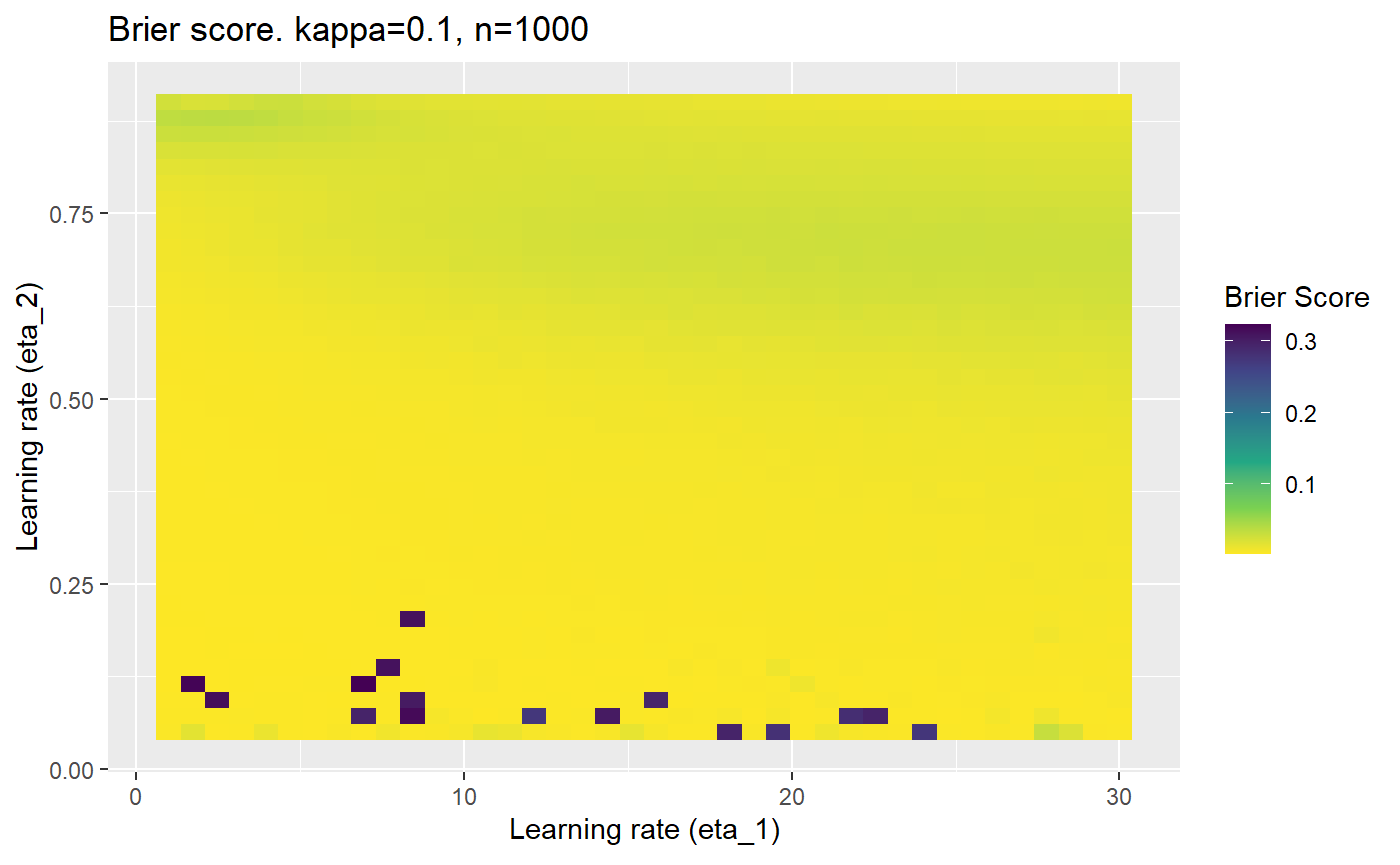 Brier score. kappa=0.1, n=1000
Learning rate (eta_2)
0.75
0.50
0.25
0.00
0
10
20
30
Learning rate (eta_1)
Brier Score
0.3
0.2
0.1